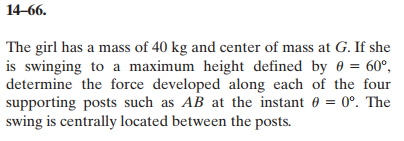 14–66.
The girl has a mass of 40 kg and center of mass at G. If she
is swinging to a maximum height defined by θ = 60°,
determine the force developed along each of the four
supporting posts such as AB at the instant θ = 0°. The
swing is centrally located between the posts.